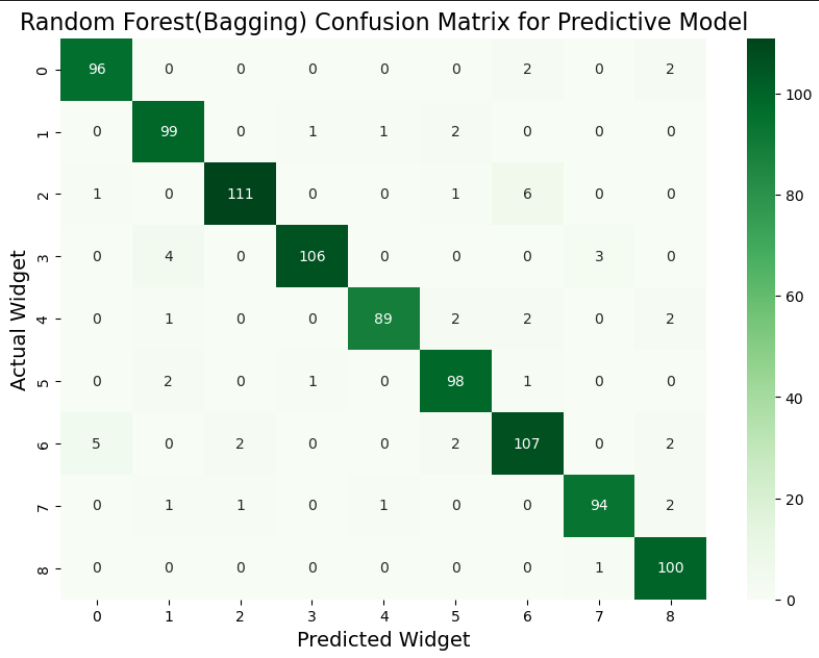 Random Forest(Bagging) Confusion Matrix for Predictive Model
0 96 0 0 0 0 0 2 0 2
1 0 99 0 1 1 2 0 0 0
2 1 0 111 0 0 1 6 0 0
3 0 4 0 106 0 0 0 3 0
4 0 1 0 0 89 2 2 0 2
5 0 2 0 1 0 98 1 0 0
6 5 0 2 0 0 2 107 0 2
7 0 1 1 0 1 0 0 94 2
8 0 0 0 0 0 0 0 1 100
0 1 2 3 4 5 6 7 8
Predicted Widget
Actual Widget
100
80
60
40
20
0